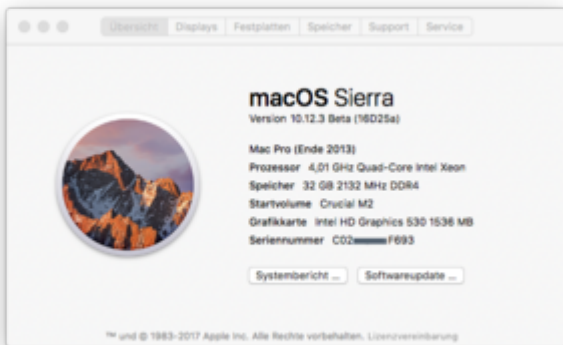 Übersicht Displays Festplatten Speicher Support Service
macOS Sierra
Version 10.12.3 Beta (16D25a)
Mac Pro (Ende 2013)
Prozessor 4,01 GHz Quad-Core Intel Xeon
Speicher 32 GB 2132 MHz DDR4
Startvolume Crucial M2
Grafikkarte Intel HD Graphics 530 1536 MB
Seriennummer C02 F693
Systembericht ...
Softwareupdate ...
™ und © 1983-2017 Apple Inc. Alle Rechte vorbehalten. Lizenzvereinbarung